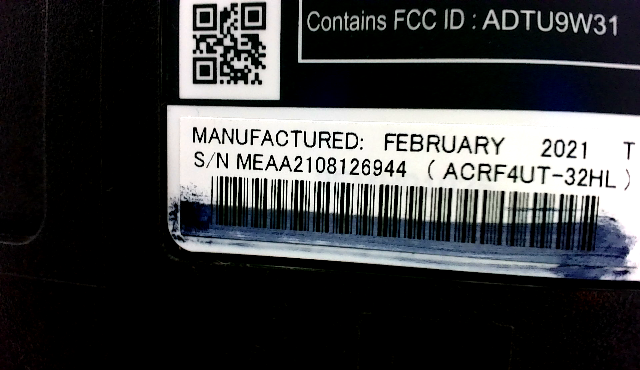 Contains FCC ID : ADTU9W31
MANUFACTURED: FEBRUARY 2021 T
S/N MEAA2108126944 ( ACRF4UT-32HL )